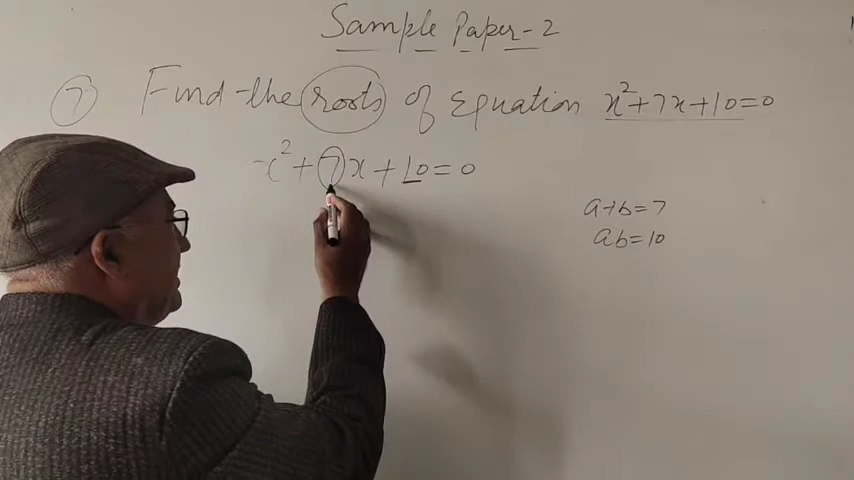 Sample Paper-2
7 Find the roots of Equation x²+7x+10=0
x²+7x+10=0
a+b=7
ab=10